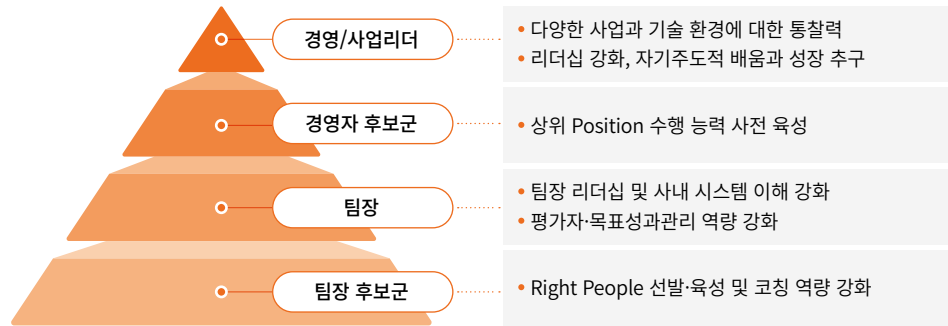 경영/사업리더
• 다양한 사업과 기술 환경에 대한 통찰력
• 리더십 강화, 자기주도적 배움과 성장 추구
경영자 후보군
• 상위 Position 수행 능력 사전 육성
팀장
• 팀장 리더십 및 사내 시스템 이해 강화
• 평가자·목표성과관리 역량 강화
팀장 후보군
• Right People 선발·육성 및 코칭 역량 강화